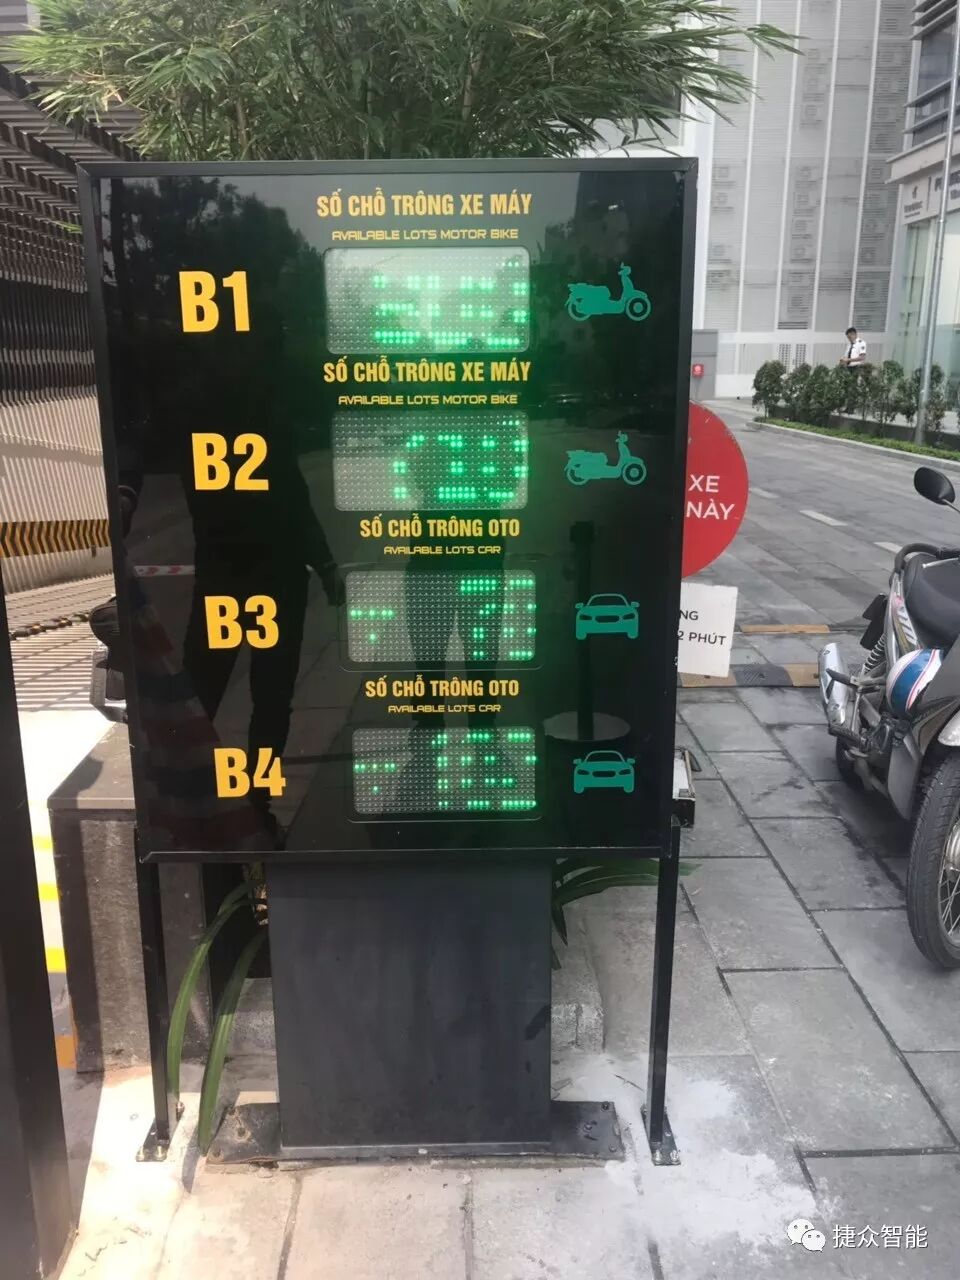 SỐ CHỖ TRÔNG XE MÁY
AVAILABLE LOTS MOTOR BIKE
B1
SỐ CHỖ TRÔNG XE MÁY
AVAILABLE LOTS MOTOR BIKE
B2
SỐ CHỖ TRÔNG OTO
AVAILABLE LOTS CAR
B3
SỐ CHỖ TRÔNG OTO
AVAILABLE LOTS CAR
B4
XE
NÀY
NG
2 PHÚT
捷众智能